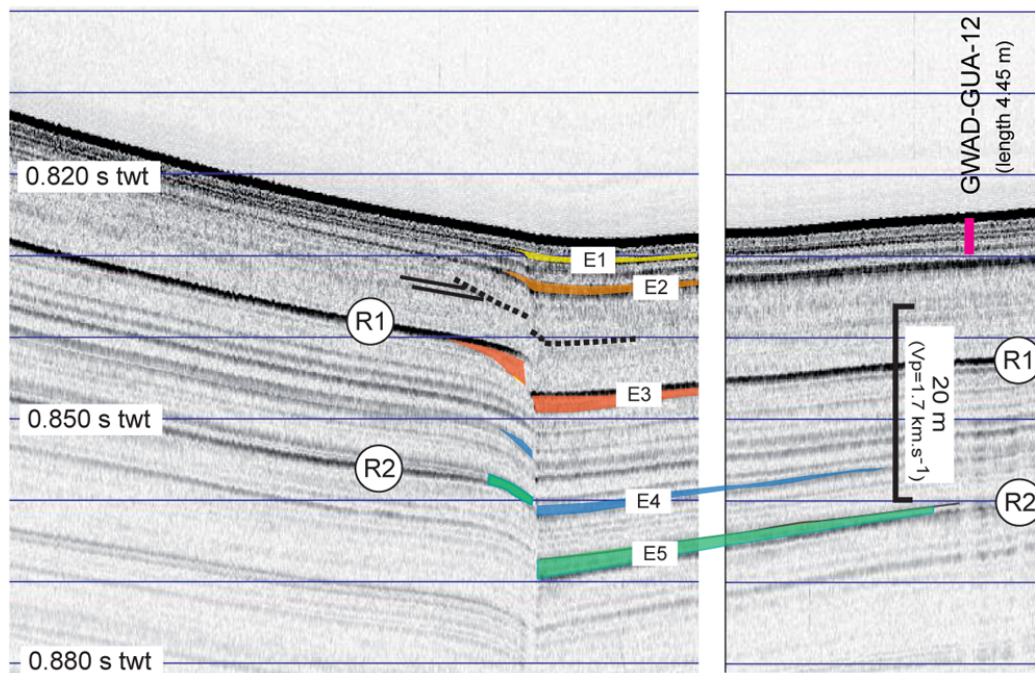 0.820 s twt
0.850 s twt
0.880 s twt
R1
R2
E1
E2
E3
E4
E5
GWAD-GUA-12
(length 4.45 m)
20 m
(Vp=1.7 km.s-1)
R1
R2